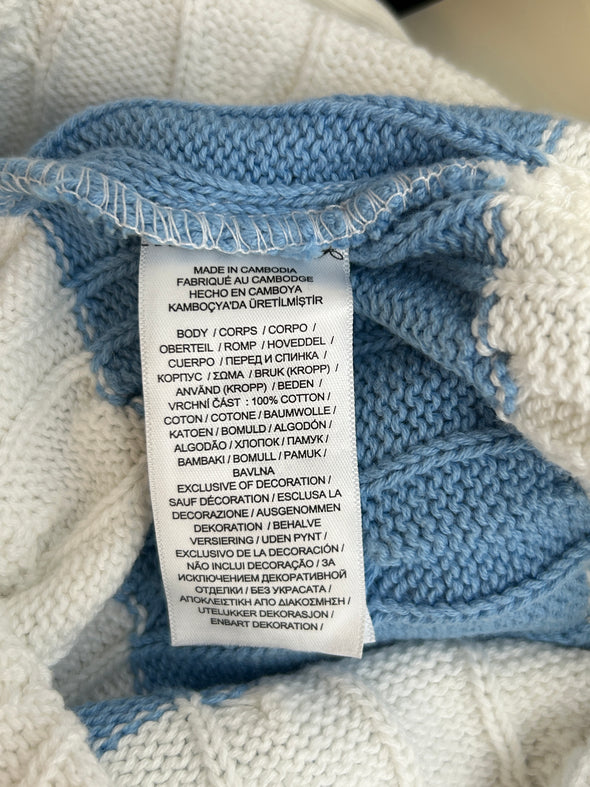 MADE IN CAMBODIA
FABRIQUÉ AU CAMBODGE
HECHO EN CAMBOYA
KAMBOÇYA'DA ÜRETİLMİŞTİR
BODY / CORPS / CORPO /
OBERTEIL / ROMP / HOVEDDEL /
CUERPO / ПЕРЕД И СПИНКА /
КОРПУС / ΣΩΜΑ / BRUK (KROPP) /
ANVÄND (KROPP) / BEDEN /
VRCHNÍ ČÁST : 100% COTTON /
COTON / COTONE / BAUMWOLLE /
KATOEN / BOMULD / ALGODÓN /
ALGODÃO / ХЛОПОК / ПАМУК /
BAMBAKI / BOMULL / PAMUK /
BAVLNA
EXCLUSIVE OF DECORATION /
SAUF DÉCORATION / ESCLUSA LA
DECORAZIONE / AUSGENOMMEN
DEKORATION / BEHALVE
VERSIERING / UDEN PYNT /
EXCLUSIVO DE LA DECORACIÓN /
NÃO INCLUI DECORAÇÃO / ЗА
ИСКЛЮЧЕНИЕМ ДЕКОРАТИВНОЙ
ОТДЕЛКИ / БЕЗ УКРАСАТА /
ΑΠΟΚΛΕΙΣΤΙΚΗ ΑΠΟ ΔΙΑΚΟΣΜΗΣΗ /
UTELUKKER DEKORASJON /
ENBART DEKORATION /